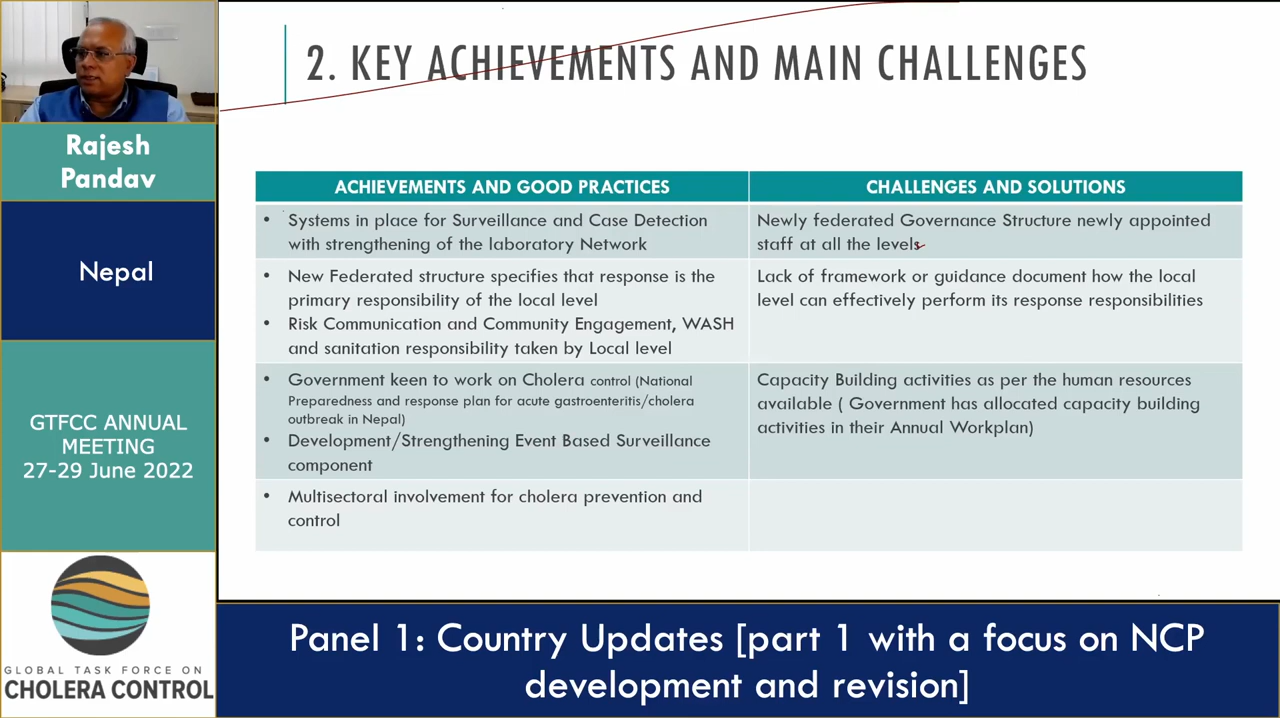 2. KEY ACHIEVEMENTS AND MAIN CHALLENGES
Rajesh
Pandav
Nepal
GTFCC ANNUAL
MEETING
27-29 June 2022
GLOBAL TASK FORCE ON
CHOLERA CONTROL
ACHIEVEMENTS AND GOOD PRACTICES
CHALLENGES AND SOLUTIONS
• Systems in place for Surveillance and Case Detection
with strengthening of the laboratory Network
Newly federated Governance Structure newly appointed
staff at all the levels
• New Federated structure specifies that response is the
primary responsibility of the local level
• Risk Communication and Community Engagement, WASH
and sanitation responsibility taken by Local level
Lack of framework or guidance document how the local
level can effectively perform its response responsibilities
• Government keen to work on Cholera control (National
Preparedness and response plan for acute gastroenteritis/cholera
outbreak in Nepal)
• Development/Strengthening Event Based Surveillance
component
Capacity Building activities as per the human resources
available ( Government has allocated capacity building
activities in their Annual Workplan)
• Multisectoral involvement for cholera prevention and
control
Panel 1: Country Updates [part 1 with a focus on NCP
development and revision]